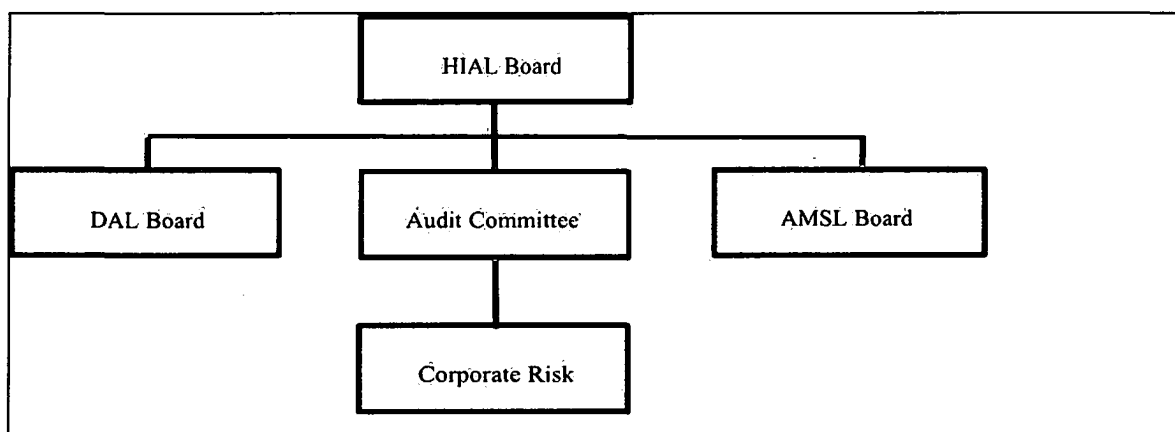 HIAL Board
DAL Board
Audit Committee
AMSL Board
Corporate Risk